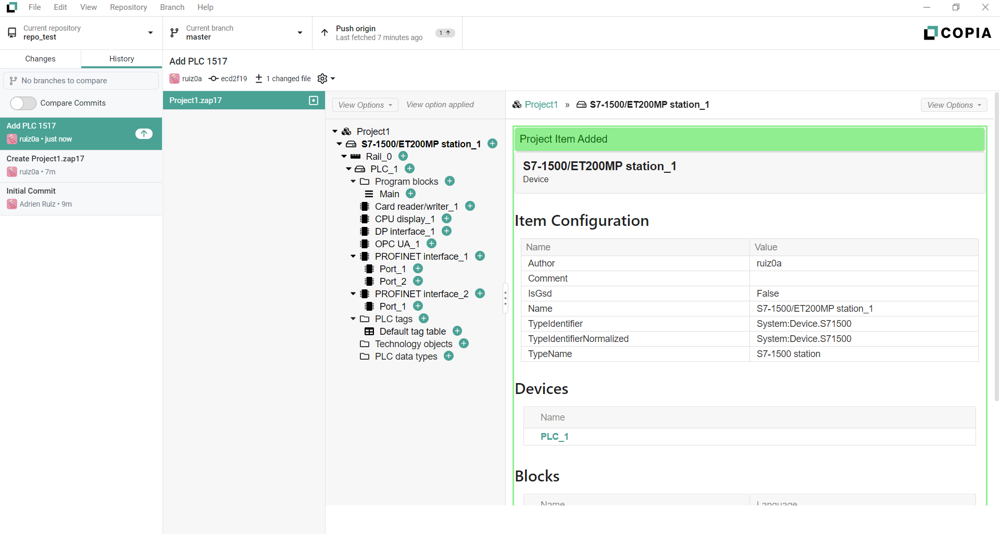 File Edit View Repository Branch Help
Current repository
repo_test
Current branch
master
Push origin
Last fetched 7 minutes ago
1
COPIA
Changes
History
No branches to compare
Compare Commits
Add PLC 1517
ruiz0a • just now
Create Project1.zap17
ruiz0a • 7m
Initial Commit
Adrien Ruiz • 9m
Add PLC 1517
ruiz0a ecd2f19 1 changed file
Project1.zap17
View Options View option applied
Project1
S7-1500/ET200MP station_1
Rail_0
PLC_1
Program blocks
Main
Card reader/writer_1
CPU display_1
DP interface_1
OPC UA_1
PROFINET interface_1
Port_1
Port_2
PROFINET interface_2
Port_1
PLC tags
Default tag table
Technology objects
PLC data types
Project1 » S7-1500/ET200MP station_1
View Options
Project Item Added
S7-1500/ET200MP station_1
Device
Item Configuration
Name Value
Author ruiz0a
Comment
IsGsd False
Name S7-1500/ET200MP station_1
TypeIdentifier System:Device.S71500
TypeIdentifierNormalized System:Device.S71500
TypeName S7-1500 station
Devices
Name
PLC_1
Blocks
Name Language